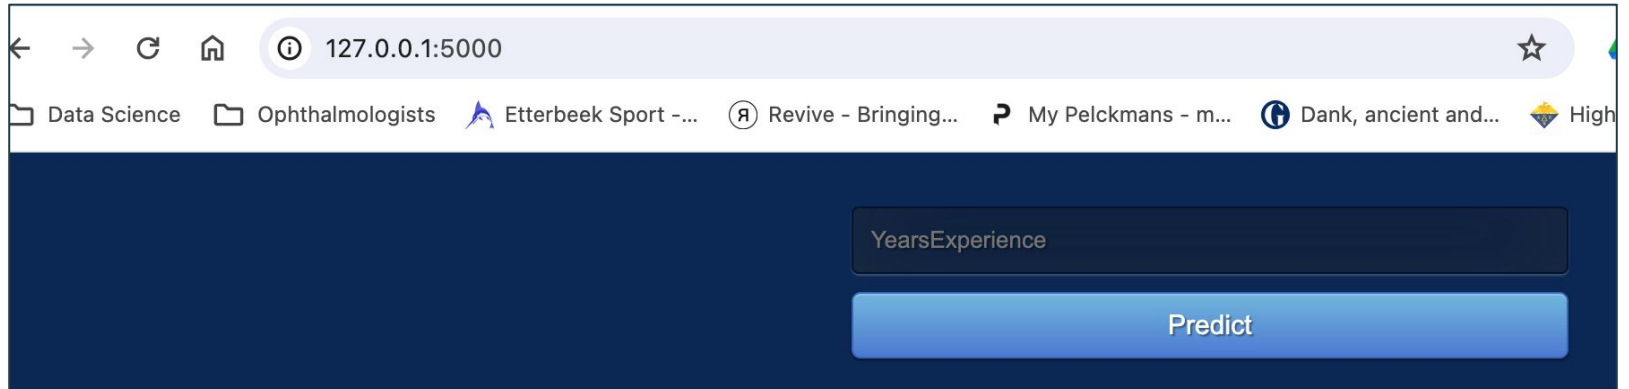 127.0.0.1:5000
Data Science Ophthalmologists Etterbeek Sport -... Revive - Bringing... My Pelckmans - m... Dank, ancient and... High
YearsExperience
Predict